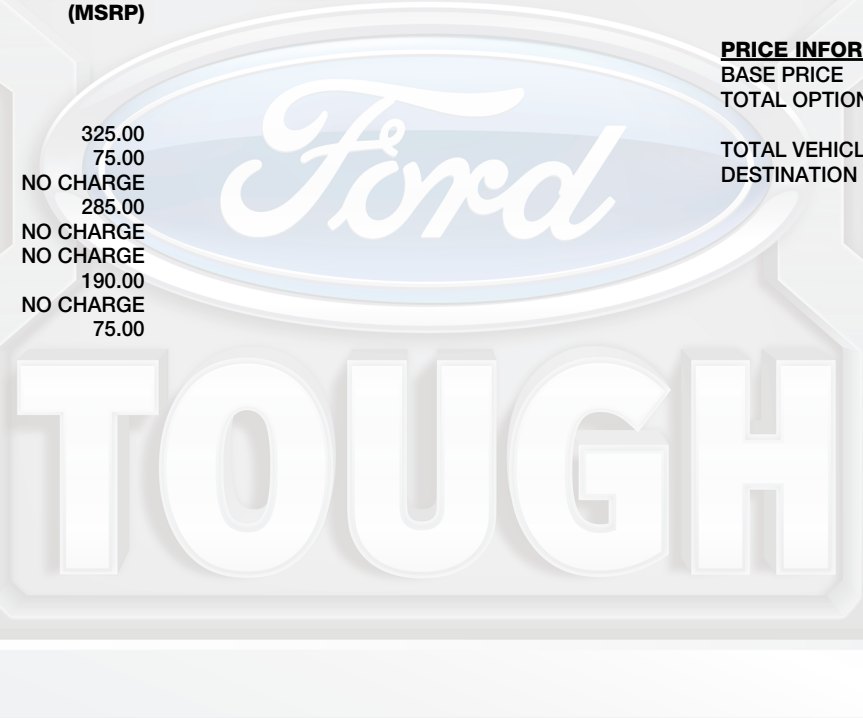 (MSRP)
325.00
75.00
NO CHARGE
285.00
NO CHARGE
NO CHARGE
190.00
NO CHARGE
75.00
PRICE INFOR
BASE PRICE
TOTAL OPTION
TOTAL VEHICL
DESTINATION
Ford
TOUGH